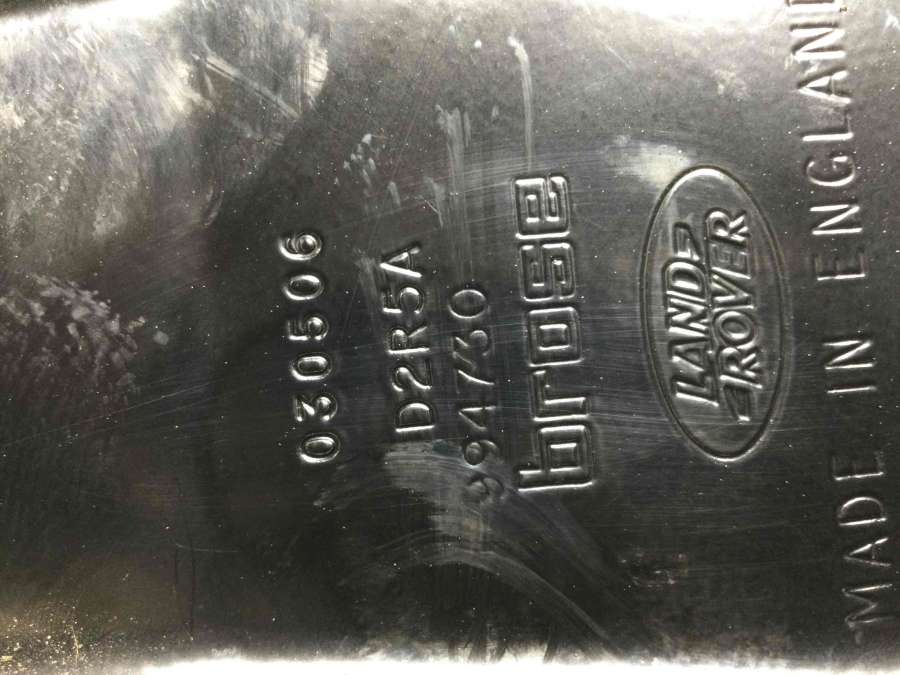 030506
D2R5A
994730
brose
LAND
ROVER
MADE IN ENGLAND